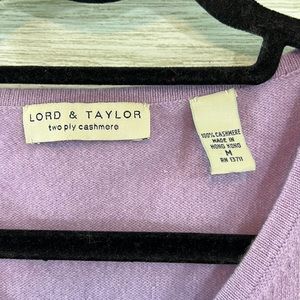 LORD & TAYLOR
two ply cashmere
100% CASHMERE
MADE IN
HONG KONG
M
RN 13711